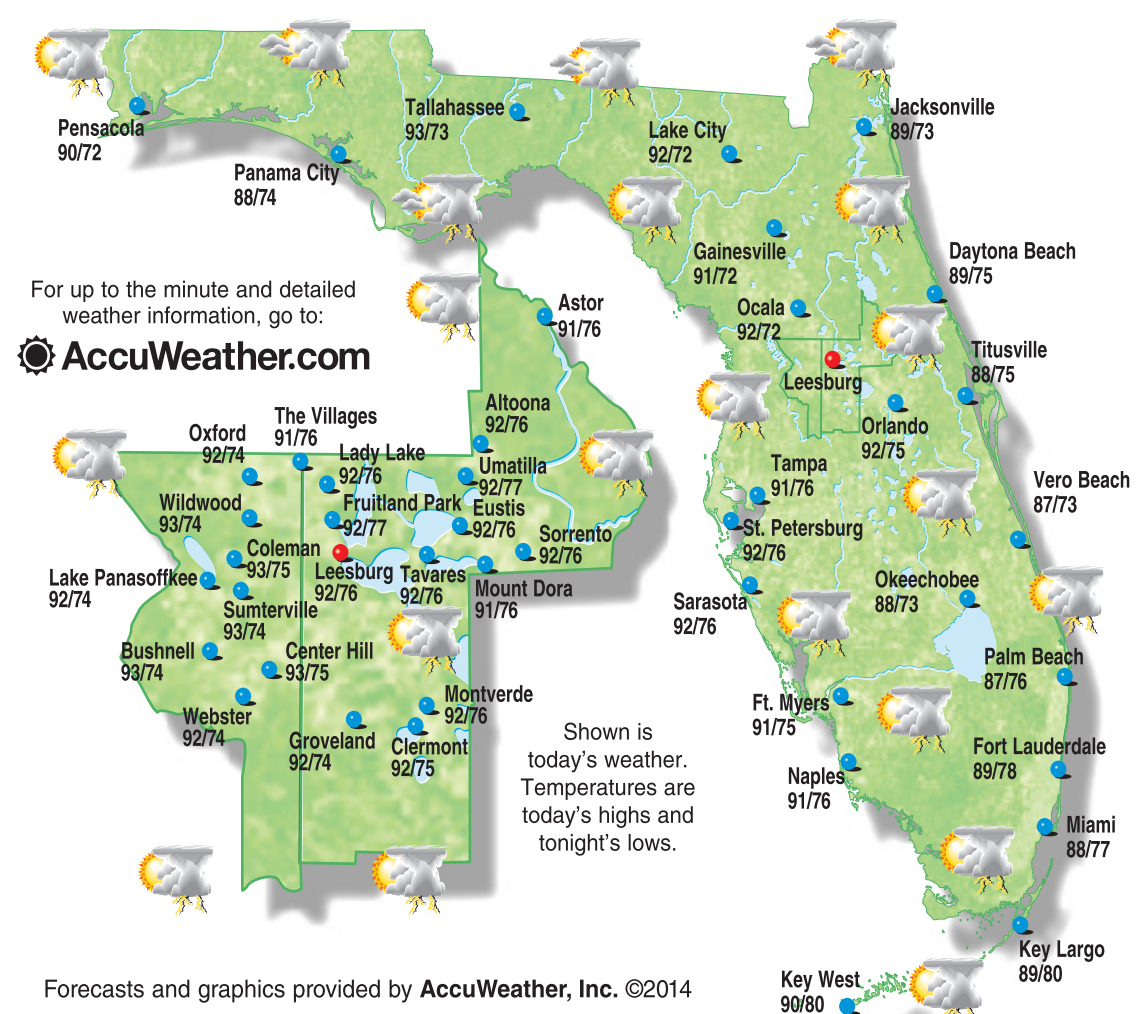 Pensacola
90/72
Panama City
88/74
Tallahassee
93/73
Lake City
92/72
Jacksonville
89/73
Gainesville
91/72
Daytona Beach
89/75
Ocala
92/72
Titusville
88/75
Leesburg
Orlando
92/75
Tampa
91/76
Vero Beach
87/73
St. Petersburg
92/76
Okeechobee
88/73
Sarasota
92/76
Palm Beach
87/76
Ft. Myers
91/75
Fort Lauderdale
89/78
Naples
91/76
Miami
88/77
Key Largo
89/80
Key West
90/80
For up to the minute and detailed
weather information, go to:
AccuWeather.com
Astor
91/76
Altoona
92/76
The Villages
91/76
Oxford
92/74
Lady Lake
92/76
Umatilla
92/77
Wildwood
93/74
Fruitland Park
92/77
Eustis
92/76
Sorrento
92/76
Coleman
93/75
Leesburg
92/76
Tavares
92/76
Mount Dora
91/76
Lake Panasoffkee
92/74
Sumterville
93/74
Bushnell
93/74
Center Hill
93/75
Webster
92/74
Groveland
92/74
Montverde
92/76
Clermont
92/75
Shown is
today's weather.
Temperatures are
today's highs and
tonight's lows.
Forecasts and graphics provided by AccuWeather, Inc. ©2014